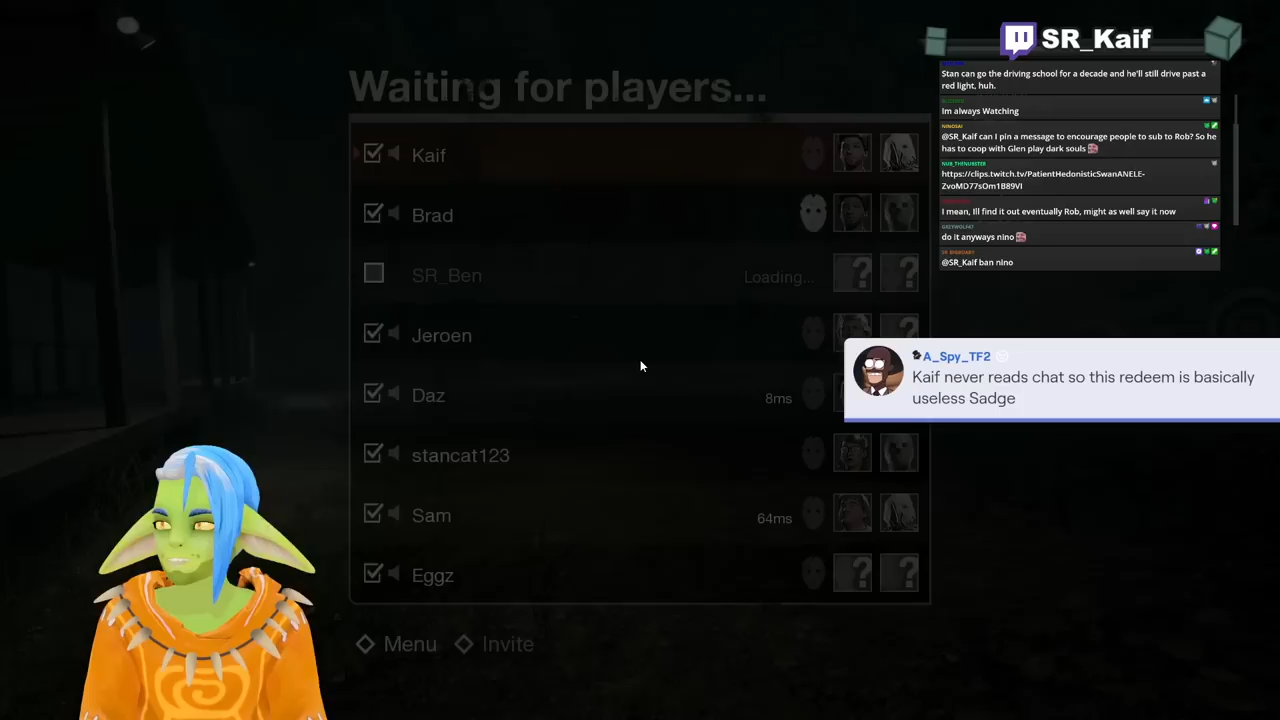 SR_Kaif
Stan can go the driving school for a decade and he'll still drive past a
red light, huh.
Im always Watching
NINOXAI
@SR_Kaif can I pin a message to encourage people to sub to Rob? So he
has to coop with Glen play dark souls
NUB_THENUBSTER
https://clips.twitch.tv/PatientHedonisticSwanANELE-
ZvoMD77sOm1B89VI
I mean, Ill find it out eventually Rob, might as well say it now
GREYWOLF47
do it anyways nino
@SR_Kaif ban nino
Waiting for players...
Kaif
Brad
SR_Ben Loading...
Jeroen
A_Spy_TF2
Kaif never reads chat so this redeem is basically
useless Sadge
Daz 8ms
stancat123
Sam 64ms
Eggz
Menu Invite